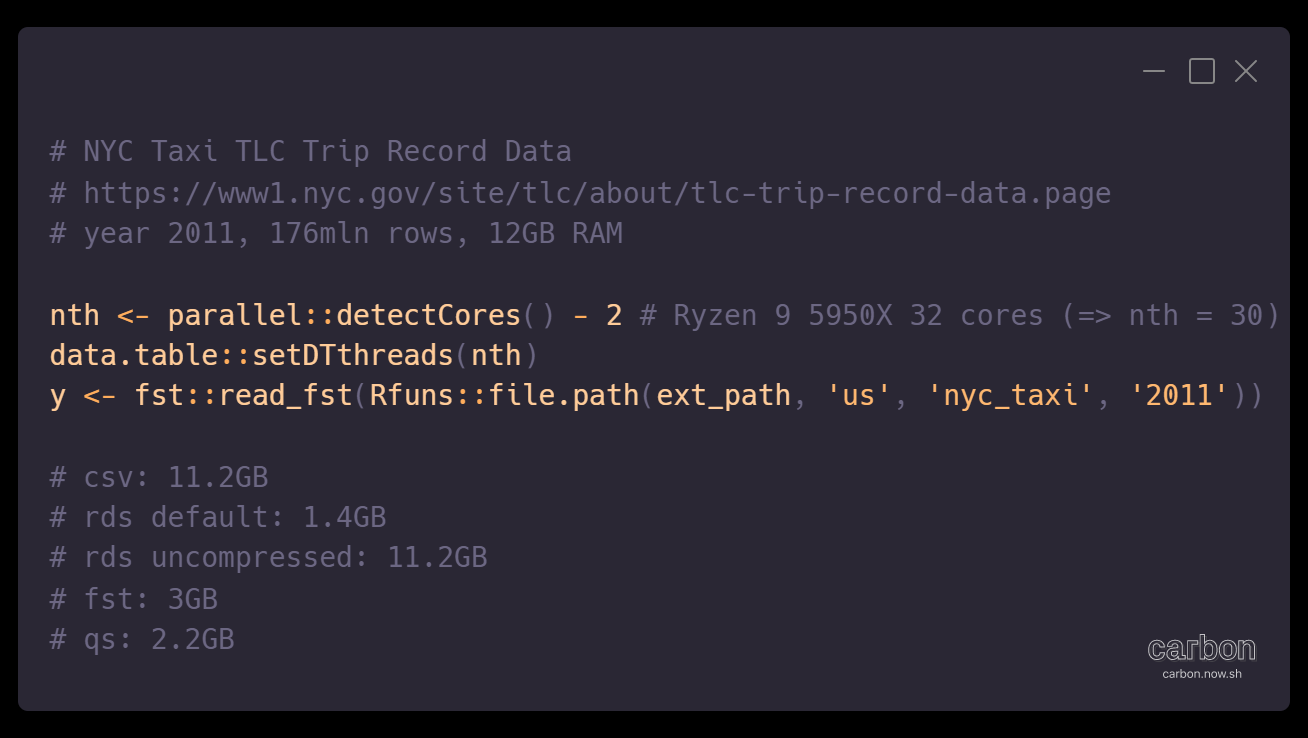 # NYC Taxi TLC Trip Record Data
# https://www1.nyc.gov/site/tlc/about/tlc-trip-record-data.page
# year 2011, 176mln rows, 12GB RAM
nth <- parallel::detectCores() - 2 # Ryzen 9 5950X 32 cores (=> nth = 30)
data.table::setDTthreads(nth)
y <- fst::read_fst(Rfuns::file.path(ext_path, 'us', 'nyc_taxi', '2011'))
# csv: 11.2GB
# rds default: 1.4GB
# rds uncompressed: 11.2GB
# fst: 3GB
# qs: 2.2GB
carbon
carbon.now.sh